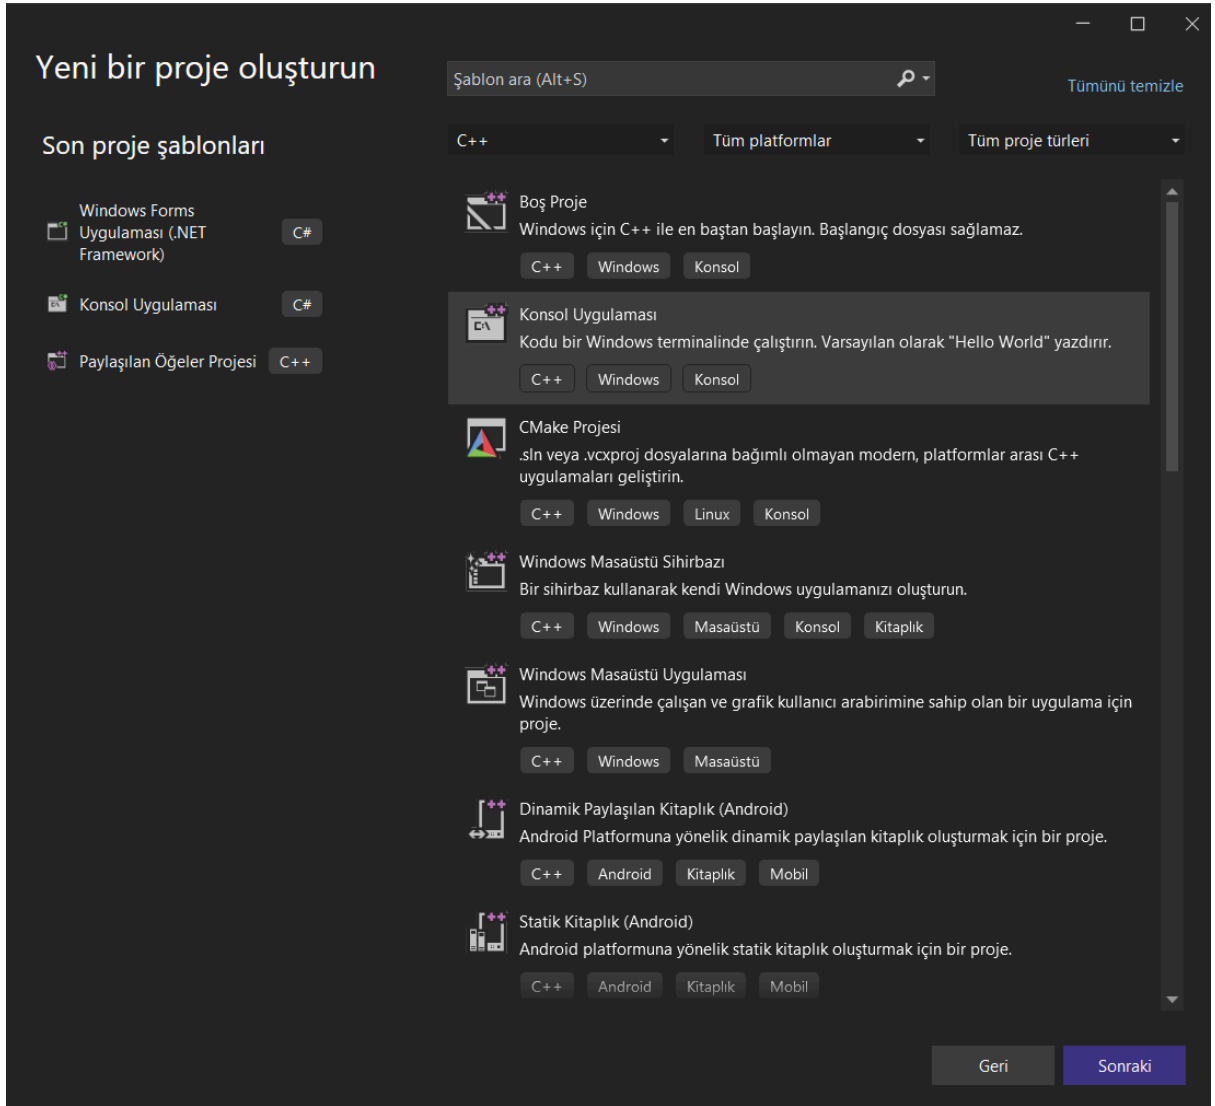 Yeni bir proje oluşturun
Şablon ara (Alt+S)
Tümünü temizle
Son proje şablonları
Windows Forms
Uygulaması (.NET
Framework)
C#
Konsol Uygulaması
C#
Paylaşılan Öğeler Projesi
C++
C++
Tüm platformlar
Tüm proje türleri
Boş Proje
Windows için C++ ile en baştan başlayın. Başlangıç dosyası sağlamaz.
C++ Windows Konsol
Konsol Uygulaması
Kodu bir Windows terminalinde çalıştırın. Varsayılan olarak "Hello World" yazdırır.
C++ Windows Konsol
CMake Projesi
.sln veya .vcxproj dosyalarına bağımlı olmayan modern, platformlar arası C++
uygulamaları geliştirin.
C++ Windows Linux Konsol
Windows Masaüstü Sihirbazı
Bir sihirbaz kullanarak kendi Windows uygulamanızı oluşturun.
C++ Windows Masaüstü Konsol Kitaplık
Windows Masaüstü Uygulaması
Windows üzerinde çalışan ve grafik kullanıcı arabirimine sahip olan bir uygulama için
proje.
C++ Windows Masaüstü
Dinamik Paylaşılan Kitaplık (Android)
Android Platformuna yönelik dinamik paylaşılan kitaplık oluşturmak için bir proje.
C++ Android Kitaplık Mobil
Statik Kitaplık (Android)
Android platformuna yönelik statik kitaplık oluşturmak için bir proje.
C++ Android Kitaplık Mobil
Geri
Sonraki